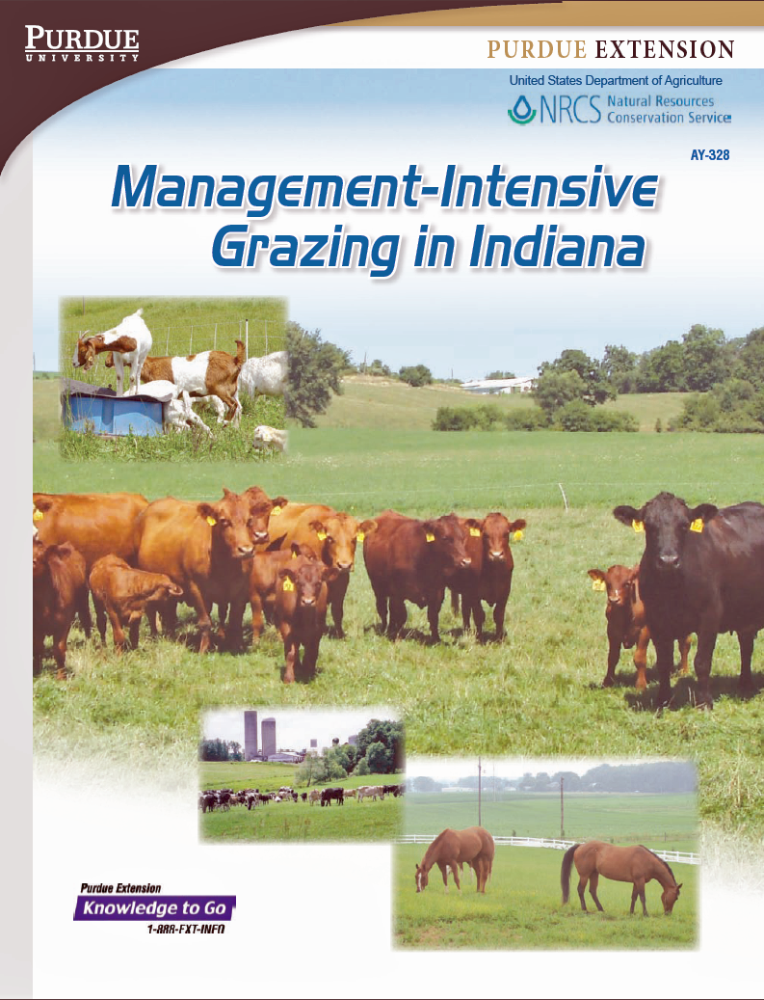 PURDUE
UNIVERSITY
PURDUE EXTENSION
United States Department of Agriculture
NRCS Natural Resources
Conservation Service
AY-328
Management-Intensive
Grazing in Indiana
Purdue Extension
Knowledge to Go
1-888-EXT-INFO